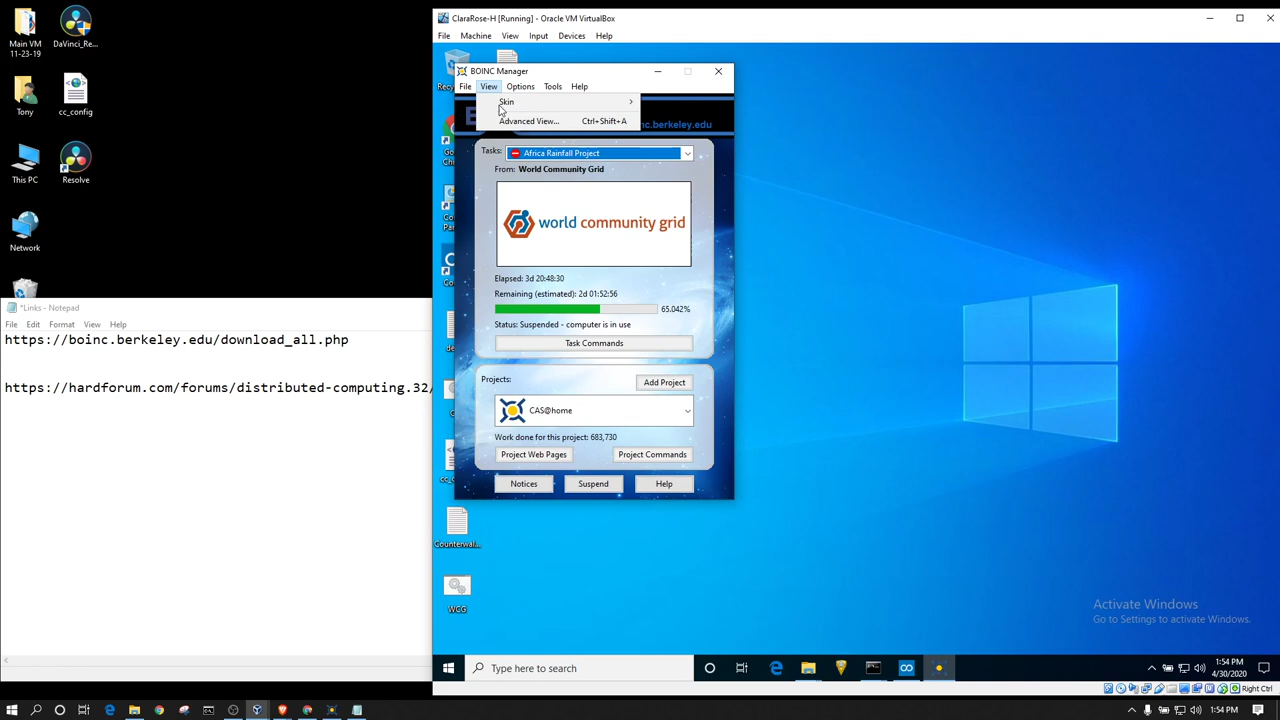 Main VM
11-23-19
DaVinci_Re...
Tony
cc_config
This PC
Resolve
Network
*Links - Notepad
File Edit Format View Help
https://boinc.berkeley.edu/download_all.php
https://hardforum.com/forums/distributed-computing.32/
ClaraRose-H [Running] - Oracle VM VirtualBox
File Machine View Input Devices Help
BOINC Manager
File View Options Tools Help
Skin
Advanced View... Ctrl+Shift+A
nc.berkeley.edu
Tasks: Africa Rainfall Project
From: World Community Grid
world community grid
Elapsed: 3d 20:48:30
Remaining (estimated): 2d 01:52:56
65.042%
Status: Suspended - computer is in use
Task Commands
Projects:
Add Project
CAS@home
Work done for this project: 683,730
Project Web Pages Project Commands
Notices Suspend Help
Counterwal...
WCG
Activate Windows
Go to Settings to activate Windows.
Type here to search
1:54 PM
4/30/2020
Right Ctrl
1:54 PM